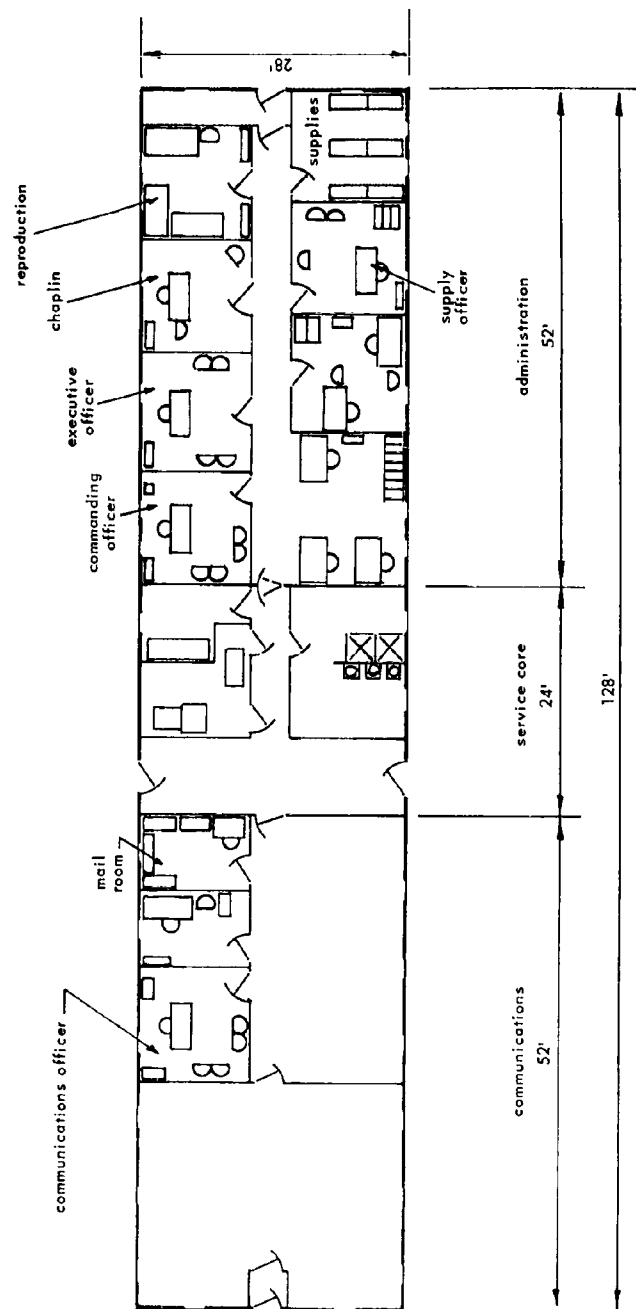 communications officer
mail
room
commanding
officer
executive
officer
chaplin
reproduction
28'
supplies
supply
officer
communications
52'
service core
24'
administration
52'
128'